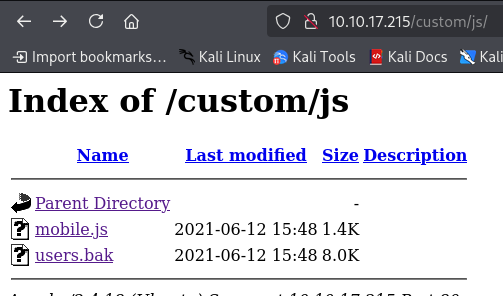 10.10.17.215/custom/js/
Import bookmarks... Kali Linux Kali Tools Kali Docs Kali
Index of /custom/js
Name Last modified Size Description
Parent Directory -
mobile.js 2021-06-12 15:48 1.4K
users.bak 2021-06-12 15:48 8.0K